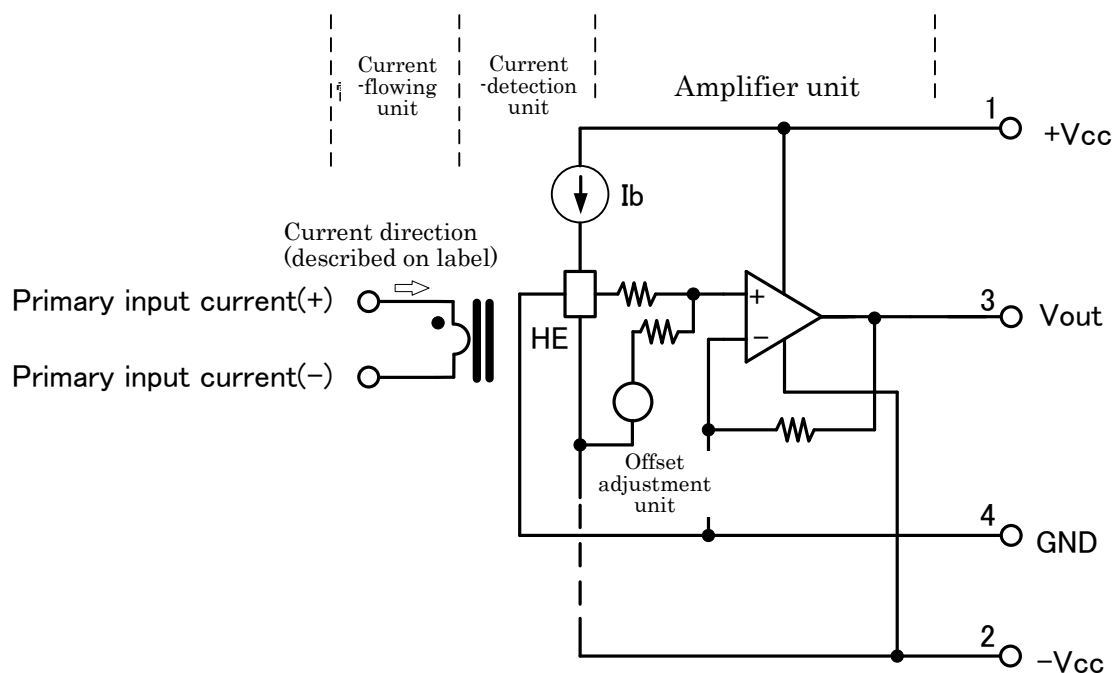 Current
-flowing
unit
Current
-detection
unit
Amplifier unit
1
+Vcc
Ib
Current direction
(described on label)
Primary input current(+)
HE
+
-
3
Vout
Primary input current(-)
Offset
adjustment
unit
4
GND
2
-Vcc